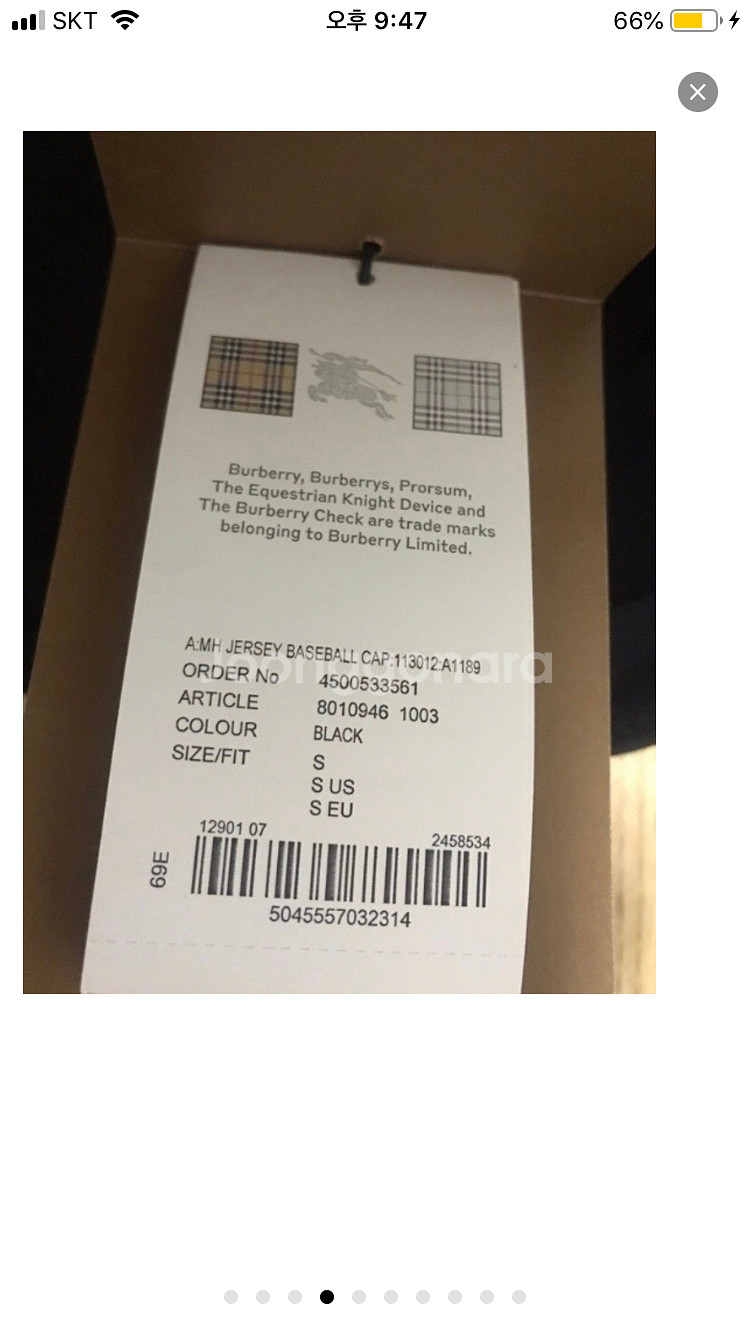 SKT
오후 9:47
66%
Burberry, Burberrys, Prorsum,
The Equestrian Knight Device and
The Burberry Check are trade marks
belonging to Burberry Limited.
A:MH JERSEY BASEBALL CAP:113012:A1189
Joongonara
ORDER No 4500533561
ARTICLE 8010946 1003
COLOUR BLACK
SIZE/FIT S
S US
S EU
12901 07 2458534
69E
5045557032314